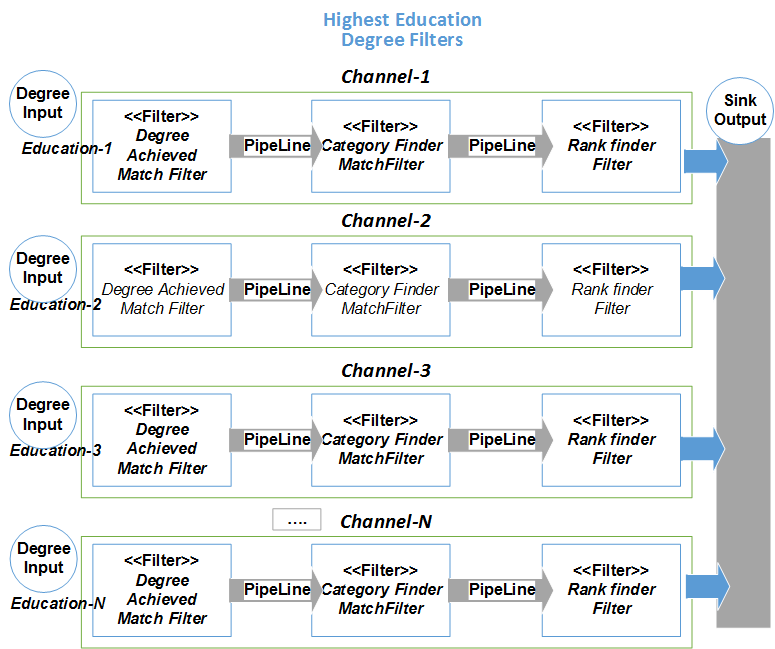 Highest Education
Degree Filters
Channel-1
Degree
Input
Education-1
<<Filter>>
Degree
Achieved
Match Filter
PipeLine
<<Filter>>
Category Finder
MatchFilter
PipeLine
<<Filter>>
Rank finder
Filter
Sink
Output
Channel-2
Degree
Input
Education-2
<<Filter>>
Degree Achieved
Match Filter
PipeLine
<<Filter>>
Category Finder
MatchFilter
PipeLine
<<Filter>>
Rank finder
Filter
Channel-3
Degree
Input
Education-3
<<Filter>>
Degree
Achieved
Match Filter
PipeLine
<<Filter>>
Category Finder
MatchFilter
PipeLine
<<Filter>>
Rank finder
Filter
....
Channel-N
Degree
Input
Education-N
<<Filter>>
Degree
Achieved
Match Filter
PipeLine
<<Filter>>
Category Finder
MatchFilter
PipeLine
<<Filter>>
Rank finder
Filter